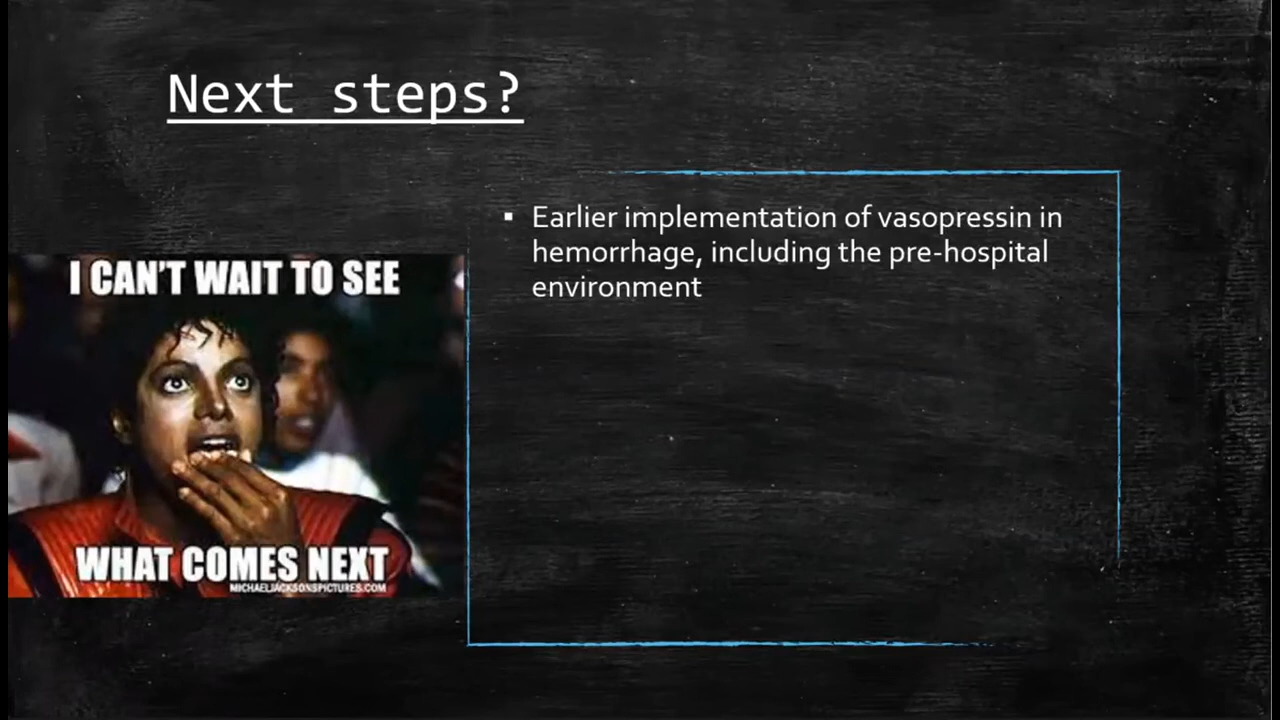 Next steps?
▪ Earlier implementation of vasopressin in
hemorrhage, including the pre-hospital
environment
I CAN'T WAIT TO SEE
WHAT COMES NEXT
MICHAELJACKSONSPICTURES.COM